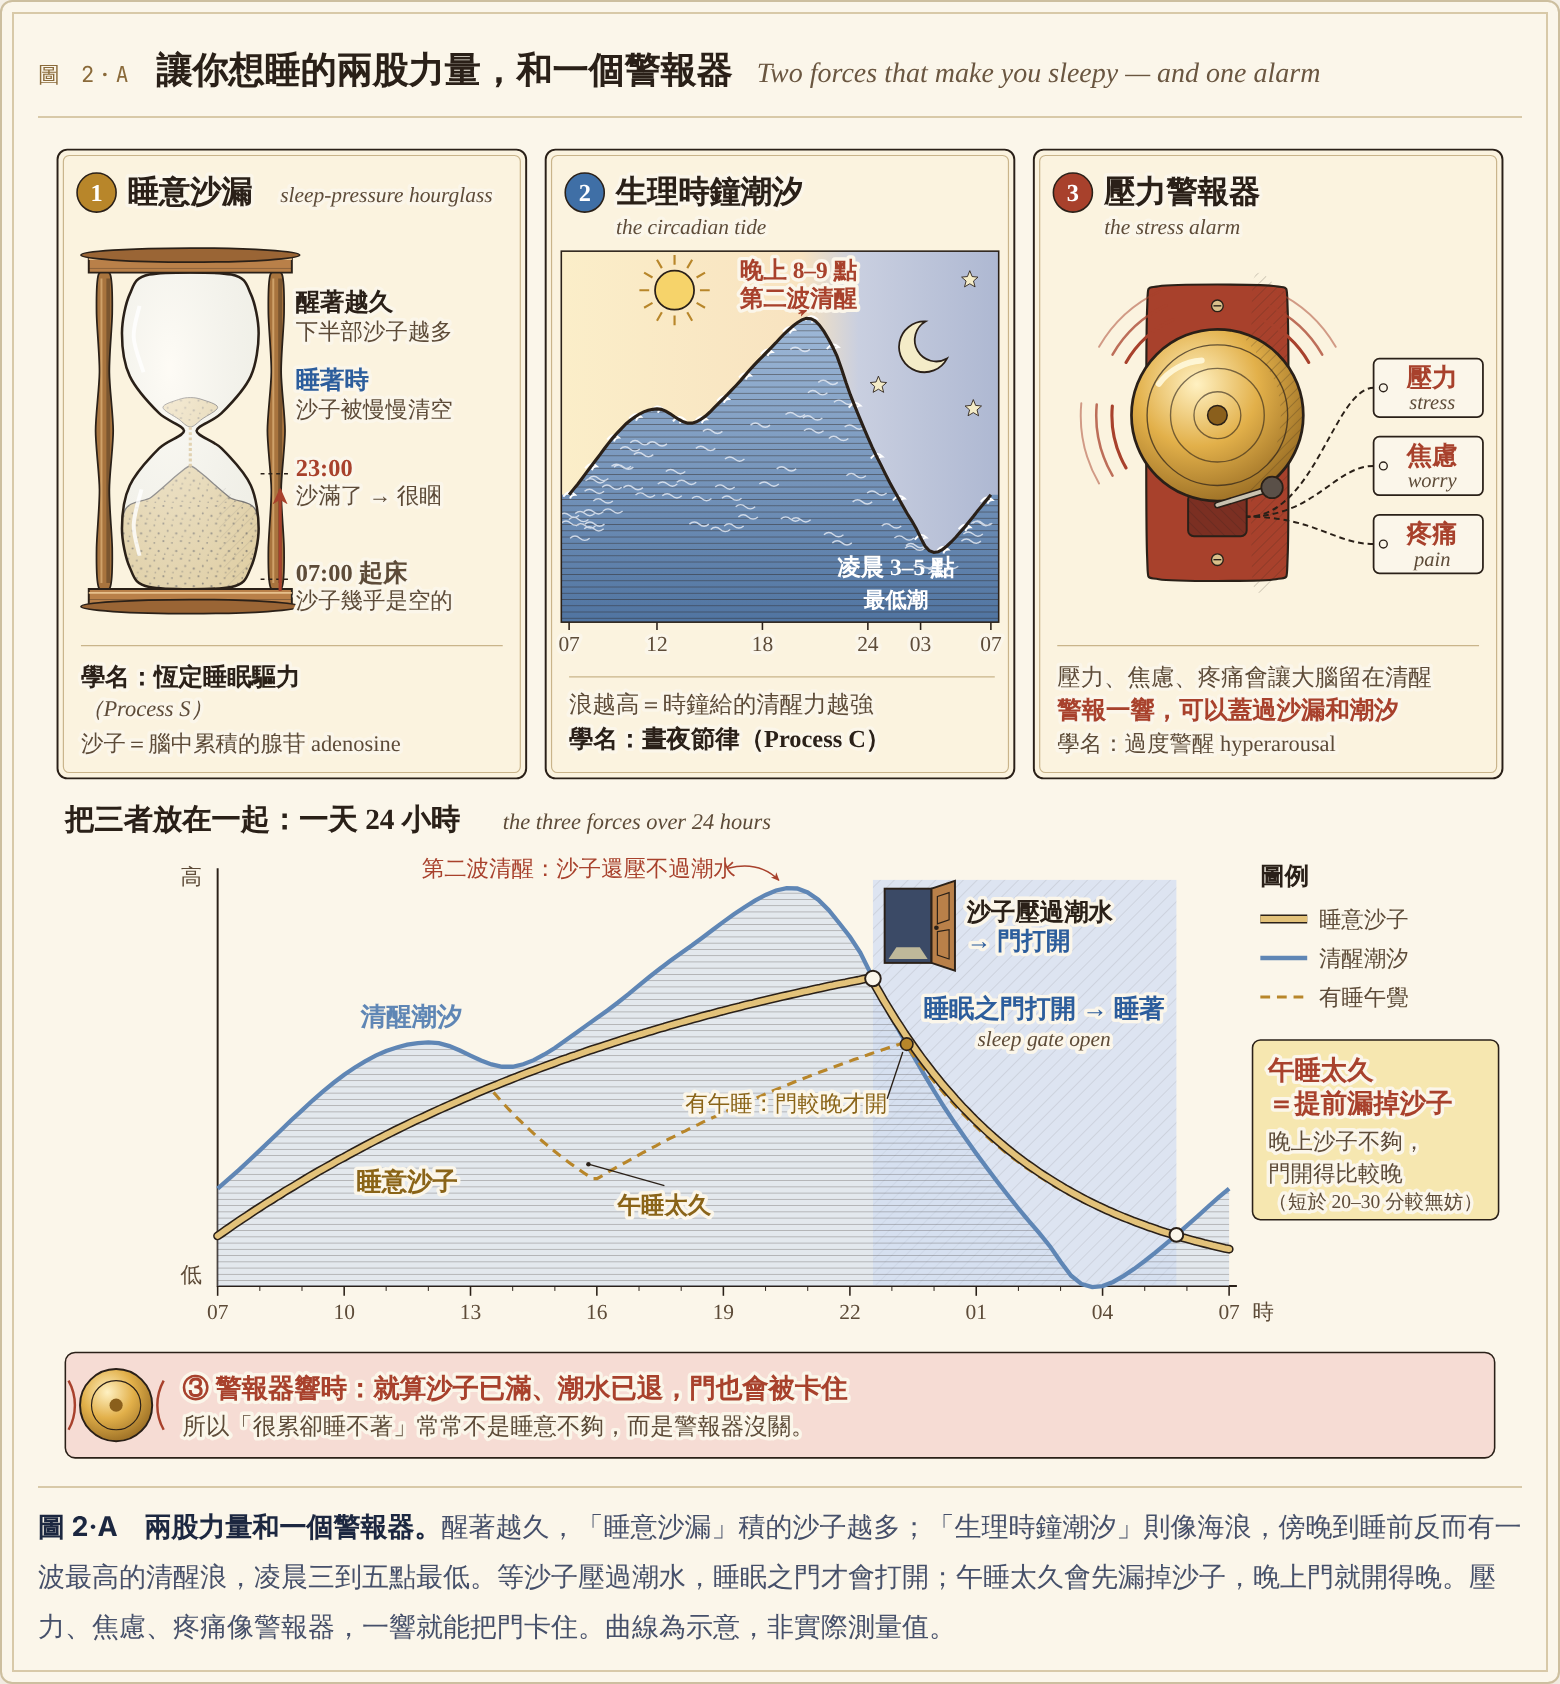 圖 2·A 讓你想睡的兩股力量，和一個警報器 Two forces that make you sleepy — and one alarm
1 睡意沙漏 sleep-pressure hourglass
醒著越久
下半部沙子越多
睡著時
沙子被慢慢清空
23:00
沙滿了 → 很睏
07:00 起床
沙子幾乎是空的
學名：恆定睡眠驅力
（Process S）
沙子＝腦中累積的腺苷 adenosine
2 生理時鐘潮汐
the circadian tide
晚上 8–9 點
第二波清醒
凌晨 3–5 點
最低潮
07 12 18 24 03 07
浪越高＝時鐘給的清醒力越強
學名：晝夜節律（Process C）
3 壓力警報器
the stress alarm
壓力
stress
焦慮
worry
疼痛
pain
壓力、焦慮、疼痛會讓大腦留在清醒
警報一響，可以蓋過沙漏和潮汐
學名：過度警醒 hyperarousal
把三者放在一起：一天 24 小時 the three forces over 24 hours
高
第二波清醒：沙子還壓不過潮水
沙子壓過潮水
→ 門打開
睡眠之門打開 → 睡著
sleep gate open
清醒潮汐
有午睡：門較晚才開
睡意沙子
午睡太久
低
07 10 13 16 19 22 01 04 07 時
圖例
睡意沙子
清醒潮汐
有睡午覺
午睡太久
＝提前漏掉沙子
晚上沙子不夠，
門開得比較晚
（短於 20–30 分較無妨）
③ 警報器響時：就算沙子已滿、潮水已退，門也會被卡住
所以「很累卻睡不著」常常不是睡意不夠，而是警報器沒關。
圖 2·A 兩股力量和一個警報器。醒著越久，「睡意沙漏」積的沙子越多；「生理時鐘潮汐」則像海浪，傍晚到睡前反而有一
波最高的清醒浪，凌晨三到五點最低。等沙子壓過潮水，睡眠之門才會打開；午睡太久會先漏掉沙子，晚上門就開得晚。壓
力、焦慮、疼痛像警報器，一響就能把門卡住。曲線為示意，非實際測量值。